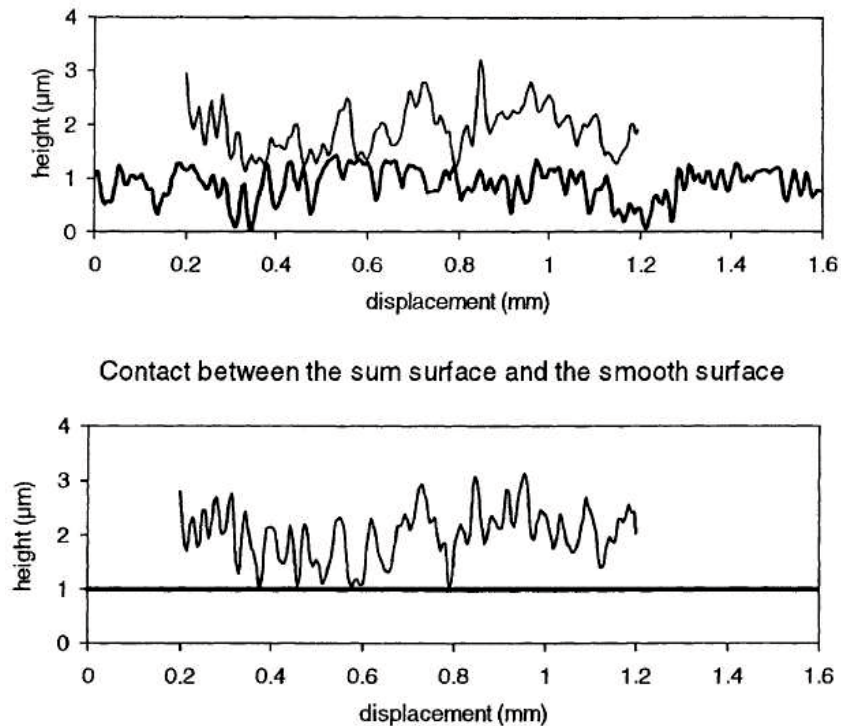 4
3
2
1
0
height (µm)
0 0.2 0.4 0.6 0.8 1 1.2 1.4 1.6
displacement (mm)
Contact between the sum surface and the smooth surface
4
3
2
1
0
height (µm)
0 0.2 0.4 0.6 0.8 1 1.2 1.4 1.6
displacement (mm)